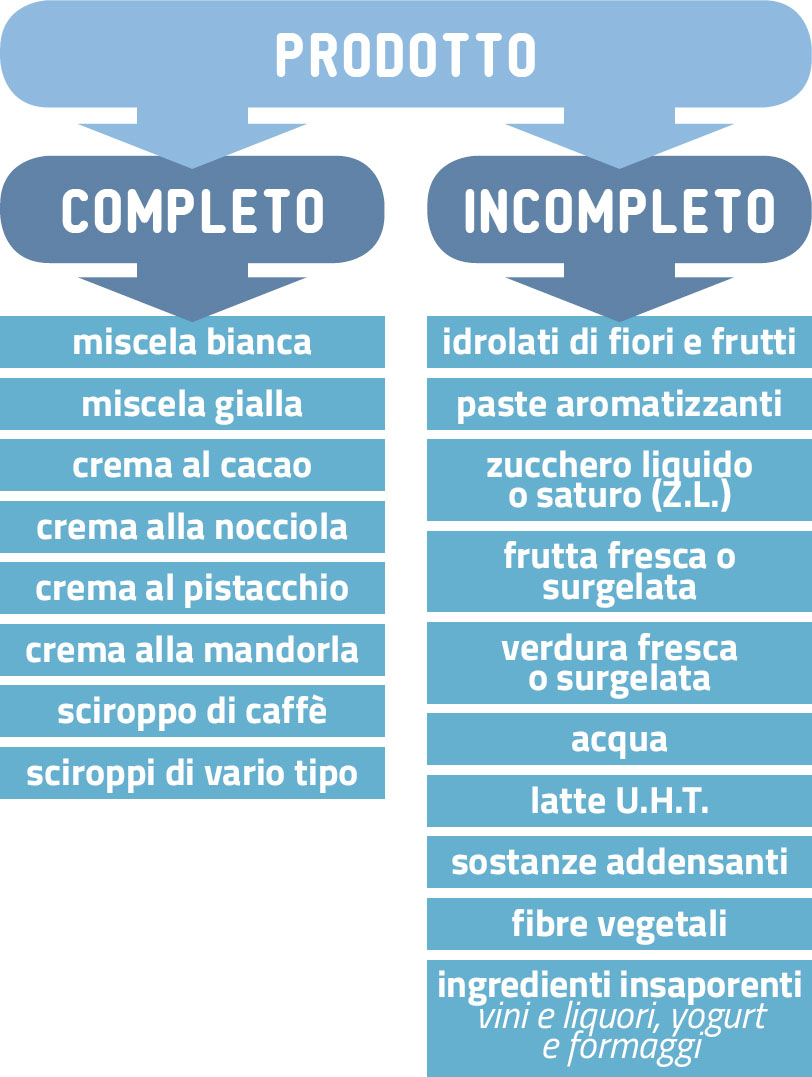 PRODOTTO
COMPLETO
miscela bianca
miscela gialla
crema al cacao
crema alla nocciola
crema al pistacchio
crema alla mandorla
sciroppo di caffè
sciroppi di vario tipo
INCOMPLETO
idrolati di fiori e frutti
paste aromatizzanti
zucchero liquido
o saturo (Z.L.)
frutta fresca o
surgelata
verdura fresca
o surgelata
acqua
latte U.H.T.
sostanze addensanti
fibre vegetali
ingredienti insaporenti
vini e liquori, yogurt
e formaggi